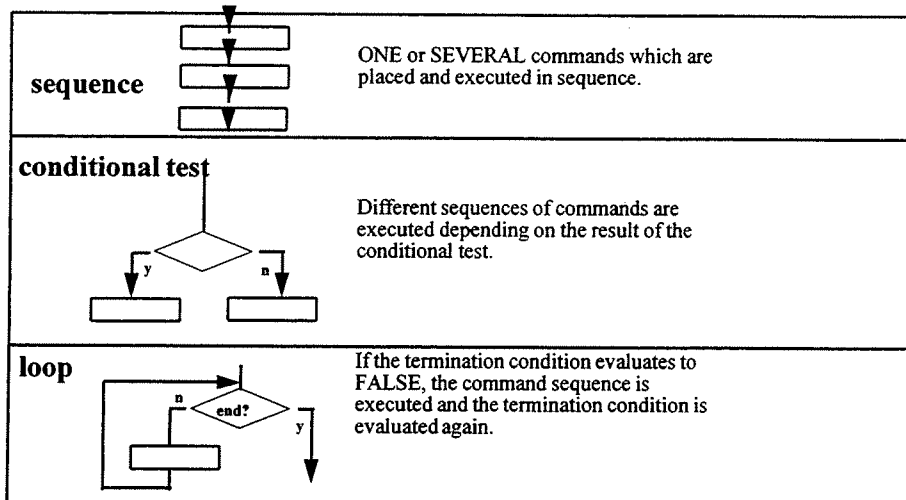 sequence
ONE or SEVERAL commands which are
placed and executed in sequence.
conditional test
y
n
Different sequences of commands are
executed depending on the result of the
conditional test.
loop
n
end?
y
If the termination condition evaluates to
FALSE, the command sequence is
executed and the termination condition is
evaluated again.